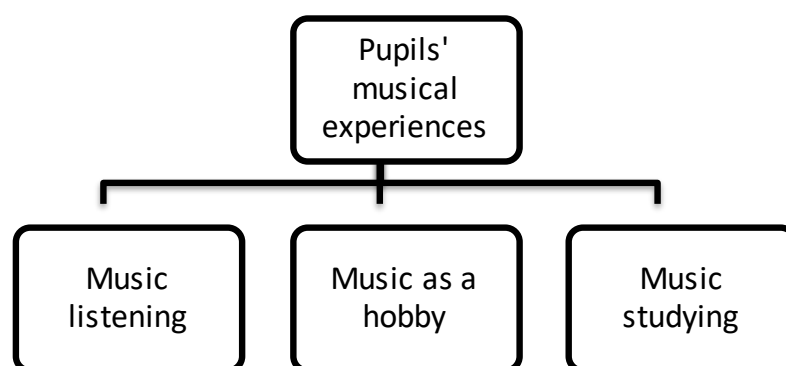 Pupils'
musical
experiences
Music
listening
Music as a
hobby
Music
studying